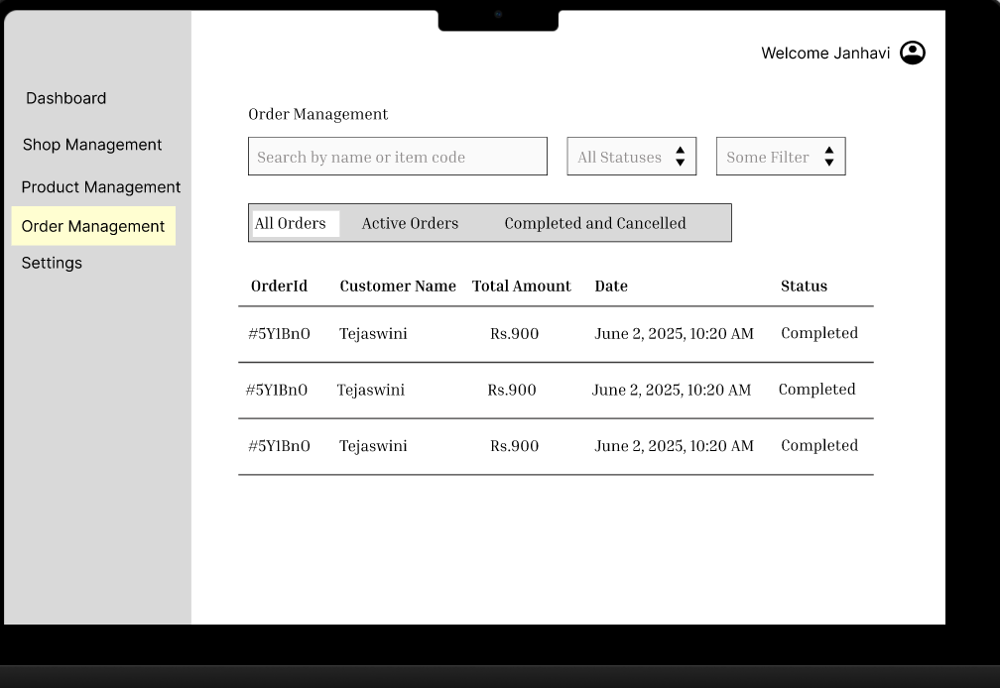 Welcome Janhavi
Dashboard
Shop Management
Product Management
Order Management
Settings
Order Management
Search by name or item code
All Statuses
Some Filter
All Orders Active Orders Completed and Cancelled
OrderId Customer Name Total Amount Date Status
#5Y1BnO Tejaswini Rs.900 June 2, 2025, 10:20 AM Completed
#5Y1BnO Tejaswini Rs.900 June 2, 2025, 10:20 AM Completed
#5Y1BnO Tejaswini Rs.900 June 2, 2025, 10:20 AM Completed